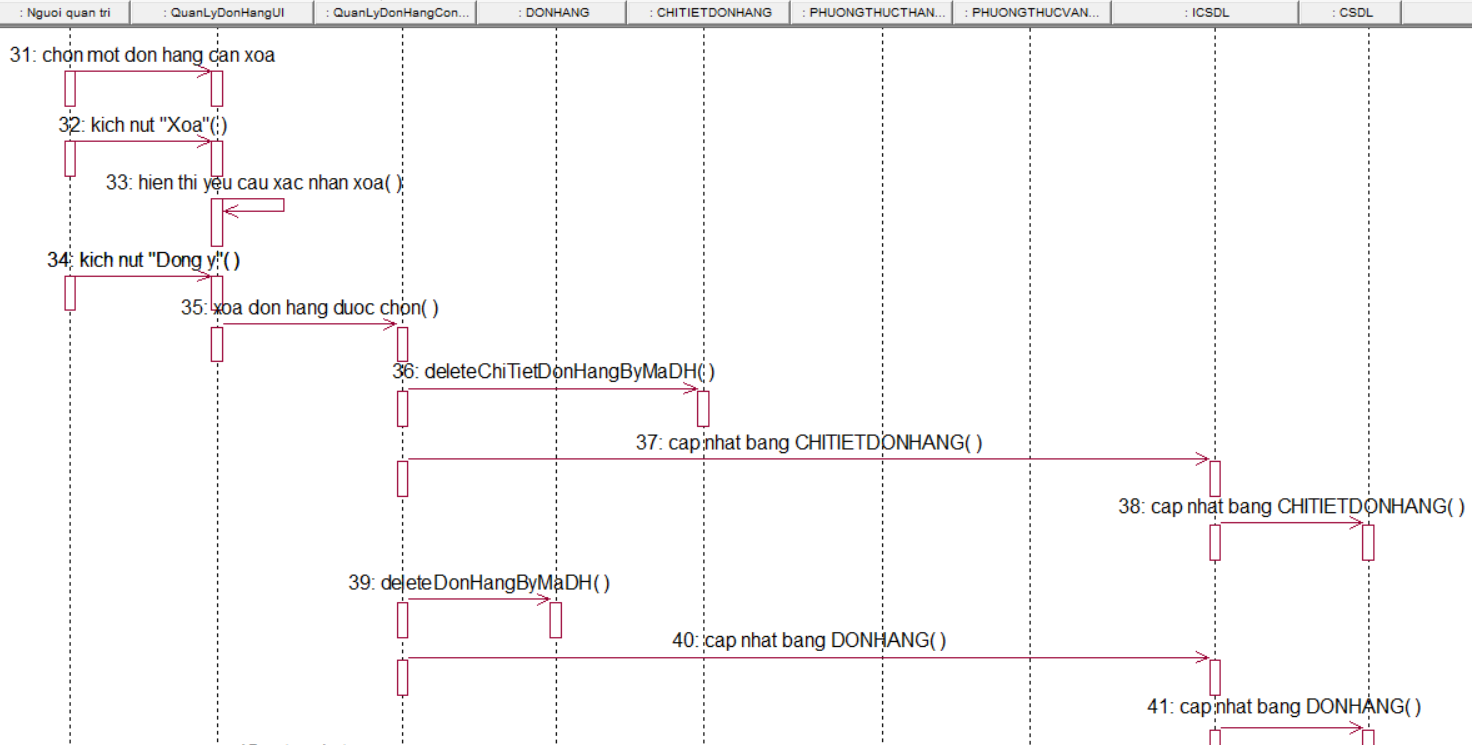 : Nguoi quan tri
: QuanLyDonHangUI
: QuanLyDonHangCon...
: DONHANG
: CHITIETDONHANG
: PHUONGTHUCTHAN...
: PHUONGTHUCVAN...
: ICSDL
: CSDL
31: chon mot don hang can xoa
32: kich nut "Xoa"( )
33: hien thi yeu cau xac nhan xoa( )
34: kich nut "Dong y"( )
35: xoa don hang duoc chon( )
36: deleteChiTietDonHangByMaDH( )
37: cap nhat bang CHITIETDONHANG( )
38: cap nhat bang CHITIETDONHANG( )
39: deleteDonHangByMaDH( )
40: cap nhat bang DONHANG( )
41: cap nhat bang DONHANG( )